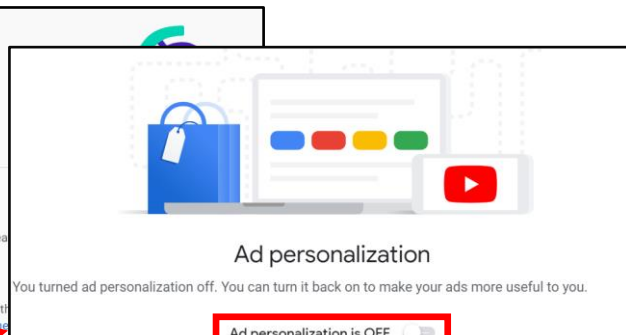 Ad personalization
You turned ad personalization off. You can turn it back on to make your ads more useful to you.
Ad personalization is OFF